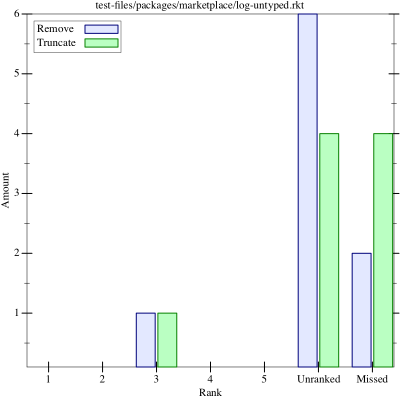 test-files/packages/marketplace/log-untyped.rkt
Remove
Truncate
6
5
4
3
2
1
Amount
1 2 3 4 5 Unranked Missed
Rank